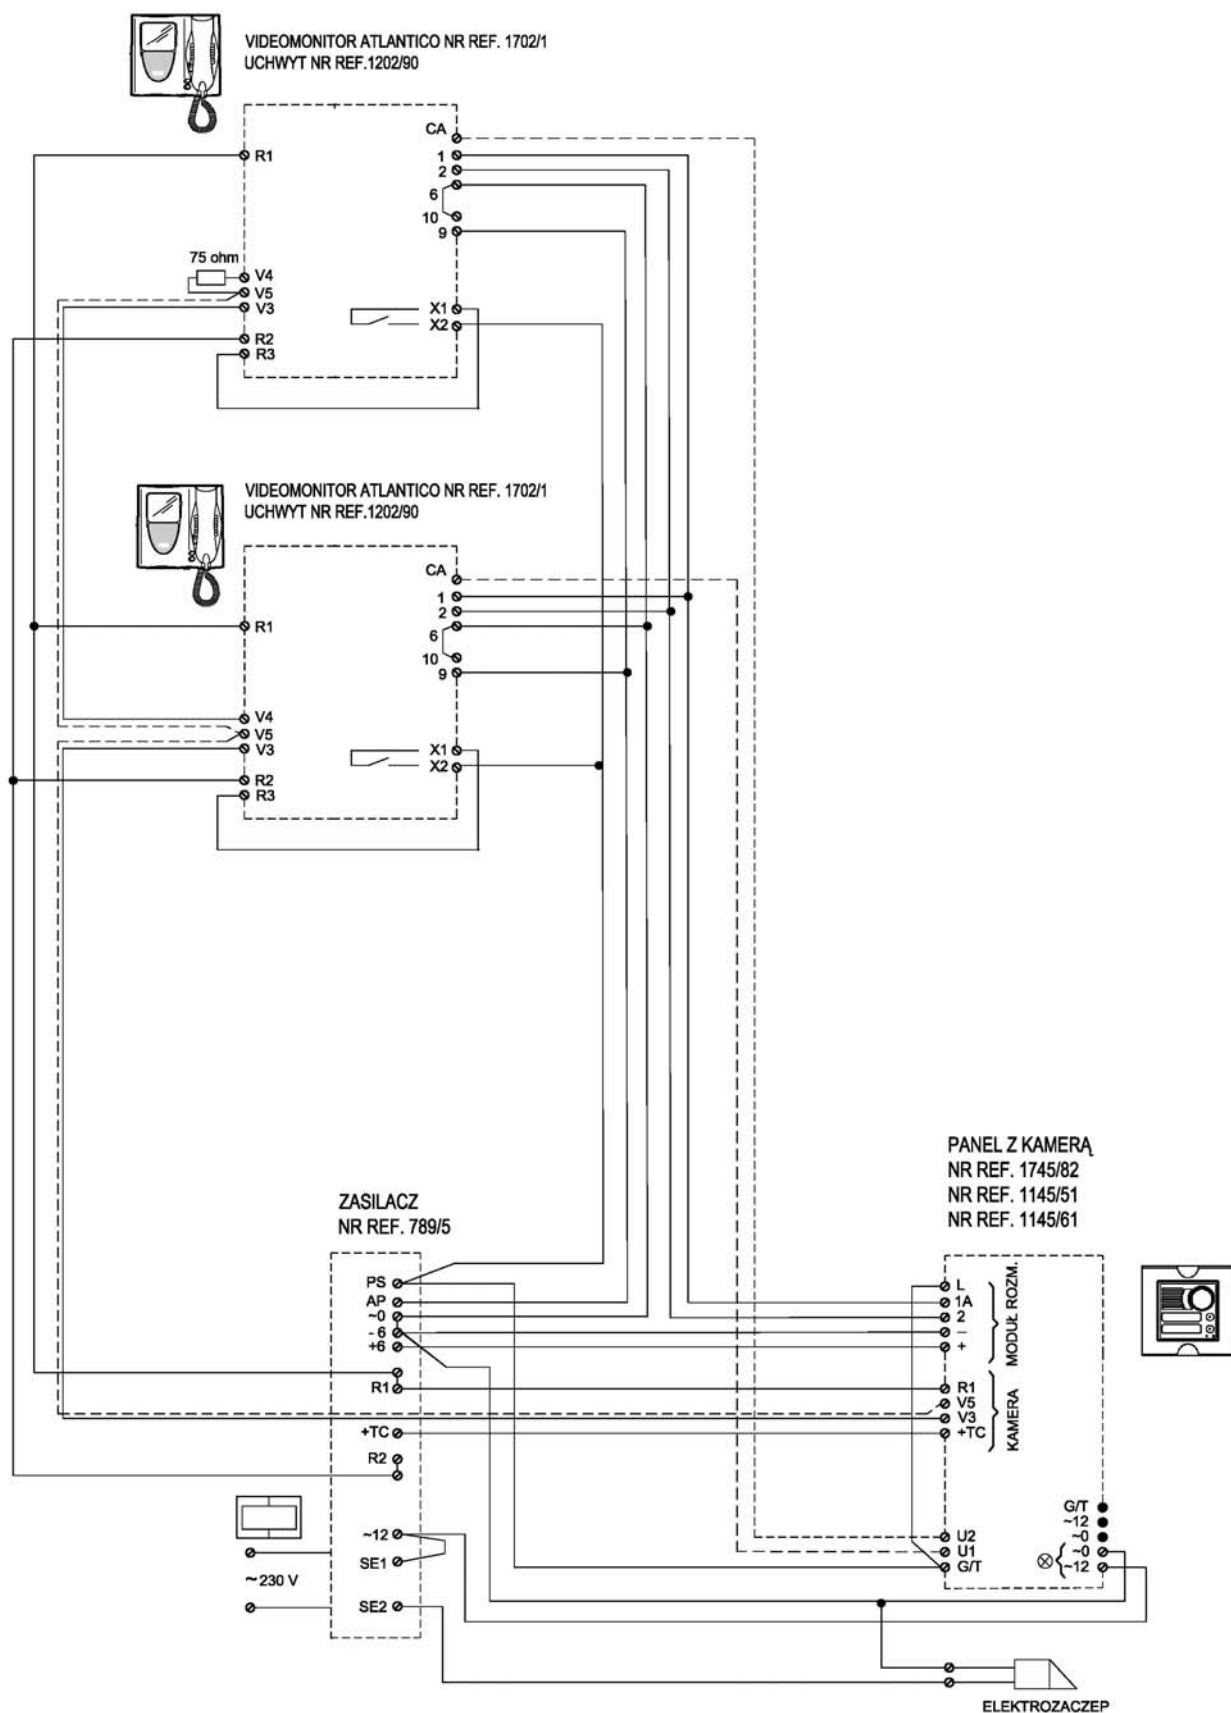 VIDEOMONITOR ATLANTICO NR REF. 1702/1
UCHWYT NR REF.1202/90
CA
R1
1
2
6
10
9
75 ohm
V4
V5
V3
X1
X2
R2
R3
VIDEOMONITOR ATLANTICO NR REF. 1702/1
UCHWYT NR REF.1202/90
CA
1
2
R1
6
10
9
V4
V5
V3
X1
X2
R2
R3
PANEL Z KAMERĄ
NR REF. 1745/82
NR REF. 1145/51
NR REF. 1145/61
ZASILACZ
NR REF. 789/5
PS
AP
~0
- 6
+6
R1
+TC
R2
~12
SE1
SE2
~230 V
L
1A
2
–
+
MODUŁ ROZM.
R1
V5
V3
+TC
KAMERA
U2
U1
G/T
G/T
~12
~0
~0
~12
ELEKTROZACZEP